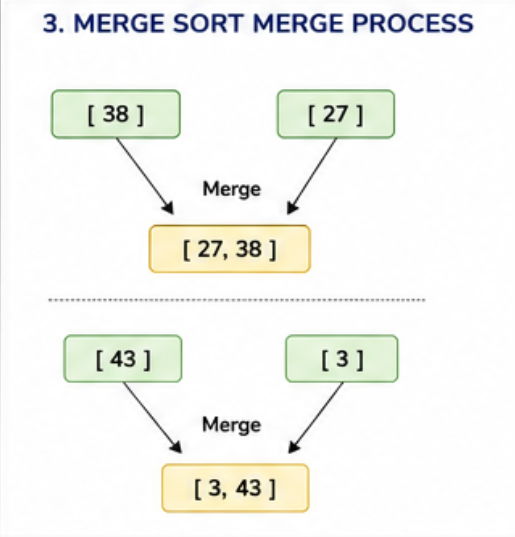 3. MERGE SORT MERGE PROCESS
[ 38 ]
[ 27 ]
Merge
[ 27, 38 ]
[ 43 ]
[ 3 ]
Merge
[ 3, 43 ]